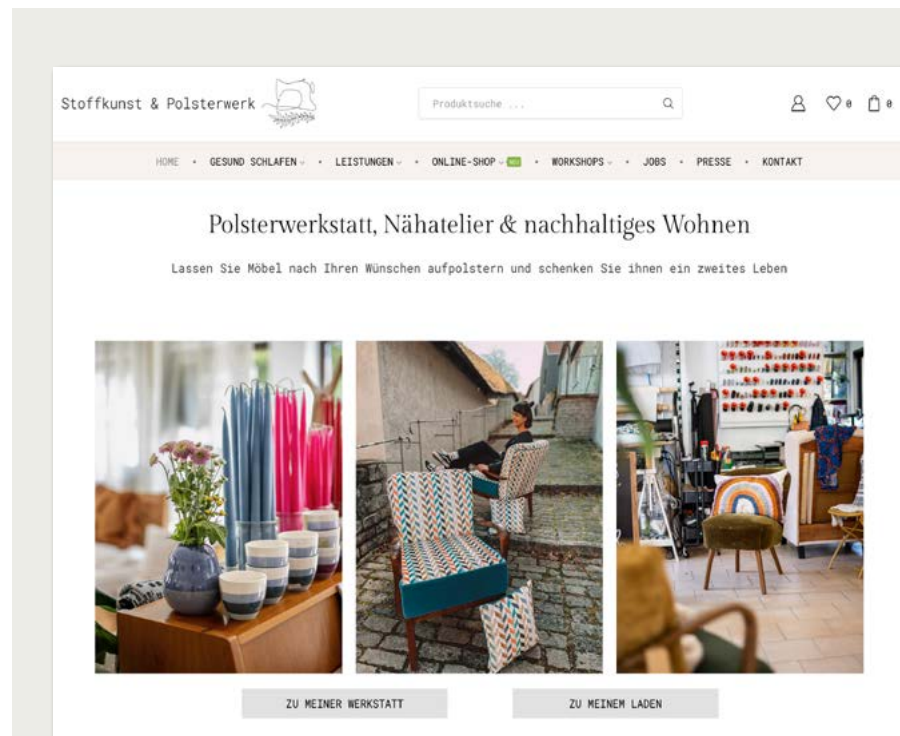 Stoffkunst & Polsterwerk
Produktsuche ...
0
0
HOME • GESUND SCHLAFEN • LEISTUNGEN • ONLINE-SHOP NEU • WORKSHOPS • JOBS • PRESSE • KONTAKT
Polsterwerkstatt, Nähatelier & nachhaltiges Wohnen
Lassen Sie Möbel nach Ihren Wünschen aufpolstern und schenken Sie ihnen ein zweites Leben
ZU MEINER WERKSTATT
ZU MEINEM LADEN